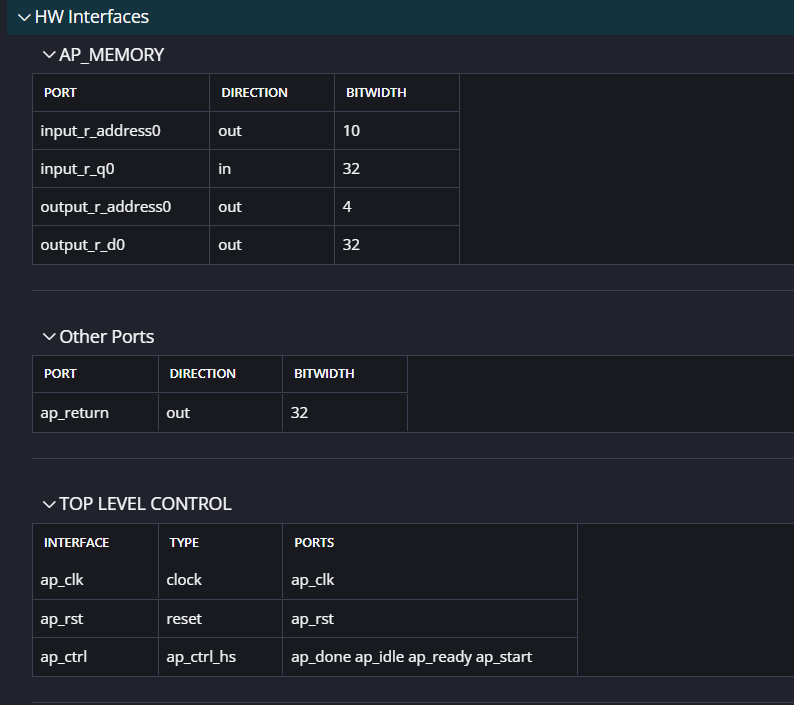 HW Interfaces
AP_MEMORY
PORT DIRECTION BITWIDTH
input_r_address0 out 10
input_r_q0 in 32
output_r_address0 out 4
output_r_d0 out 32
Other Ports
PORT DIRECTION BITWIDTH
ap_return out 32
TOP LEVEL CONTROL
INTERFACE TYPE PORTS
ap_clk clock ap_clk
ap_rst reset ap_rst
ap_ctrl ap_ctrl_hs ap_done ap_idle ap_ready ap_start